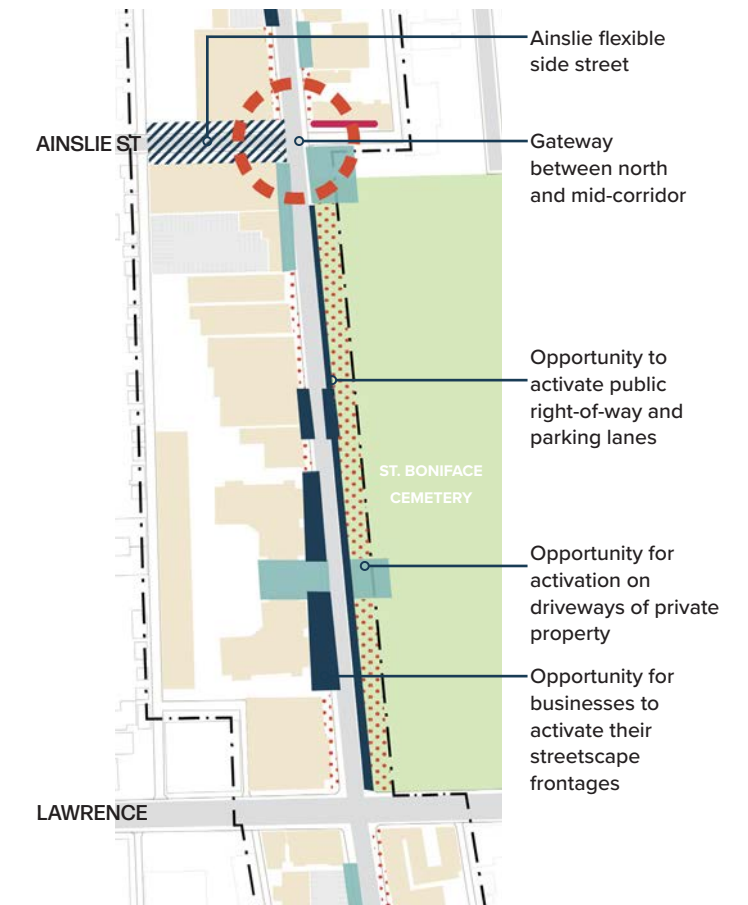 Ainslie flexible
side street
AINSLIE ST
Gateway
between north
and mid-corridor
Opportunity to
activate public
right-of-way and
parking lanes
ST. BONIFACE
CEMETERY
Opportunity for
activation on
driveways of private
property
Opportunity for
businesses to
activate their
streetscape
frontages
LAWRENCE